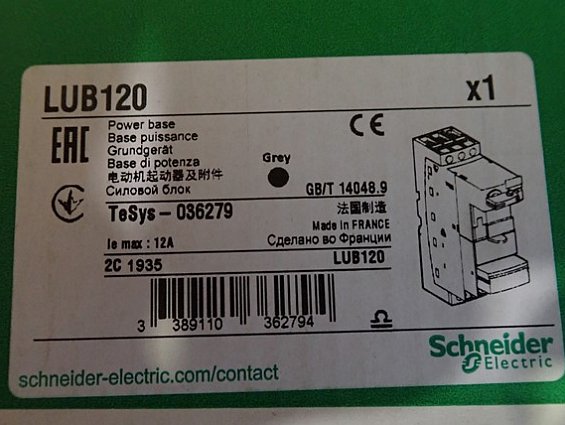 LUB120 x1
EAC
Power base
Base puissance
Grundgerät
Base di potenza
电动机起动器及附件
Силовой блок
CE
Grey
GB/T 14048.9
TeSys - 036279
法国制造
Made in FRANCE
Сделано во Франции
Ie max : 12A
2C 1935
LUB120
3 389110 362794
Schneider
Electric
schneider-electric.com/contact